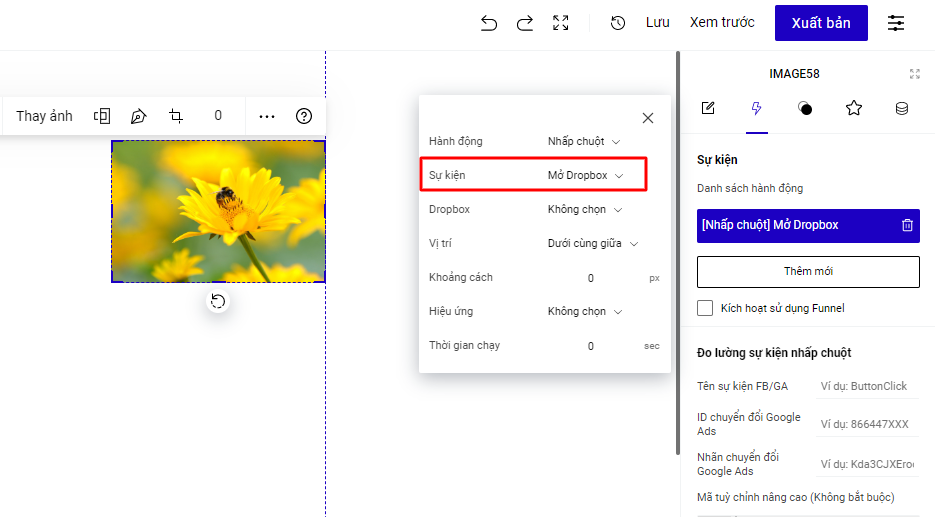 Lưu Xem trước Xuất bản
Thay ảnh 0
Hành động Nhấp chuột
Sự kiện Mở Dropbox
Dropbox Không chọn
Vị trí Dưới cùng giữa
Khoảng cách 0 px
Hiệu ứng Không chọn
Thời gian chạy 0 sec
IMAGE58
Sự kiện
Danh sách hành động
[Nhấp chuột] Mở Dropbox
Thêm mới
Kích hoạt sử dụng Funnel
Đo lường sự kiện nhấp chuột
Tên sự kiện FB/GA Ví dụ: ButtonClick
ID chuyển đổi Google
Ads
Ví dụ: 866447XXX
Nhãn chuyển đổi
Google Ads
Ví dụ: Kda3CJXEro
Mã tuỳ chỉnh nâng cao (Không bắt buộc)